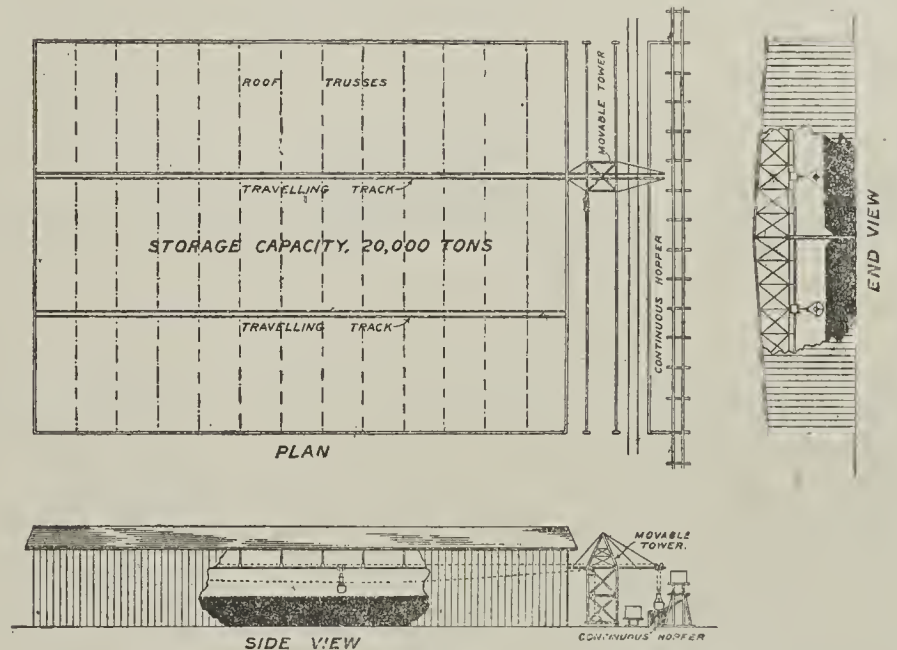 ROOF TRUSSES
MOVABLE TOWER
TRAVELLING TRACK
STORAGE CAPACITY, 20,000 TONS
CONTINUOUS HOPPER
TRAVELLING TRACK
PLAN
END VIEW
MOVABLE
TOWER.
CONTINUOUS HOPPER
SIDE VIEW